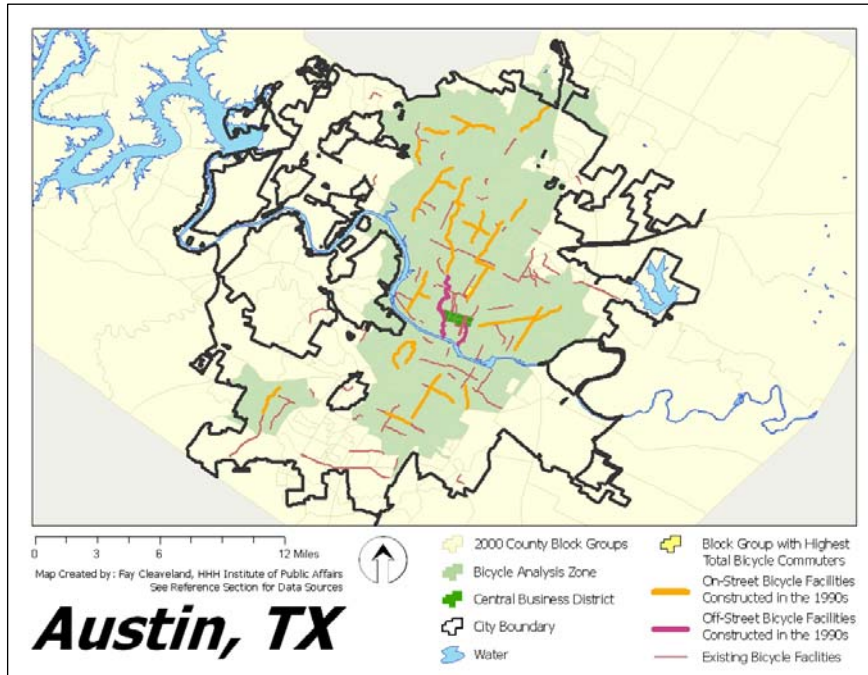 0 3 6 12 Miles
Map Created by: Fay Cleaveland, HHH Institute of Public Affairs
See Reference Section for Data Sources
Austin, TX
2000 County Block Groups
Bicycle Analysis Zone
Central Business District
City Boundary
Water
Block Group with Highest
Total Bicycle Commuters
On-Street Bicycle Facilities
Constructed in the 1990s
Off-Street Bicycle Facilities
Constructed in the 1990s
Existing Bicycle Faclities